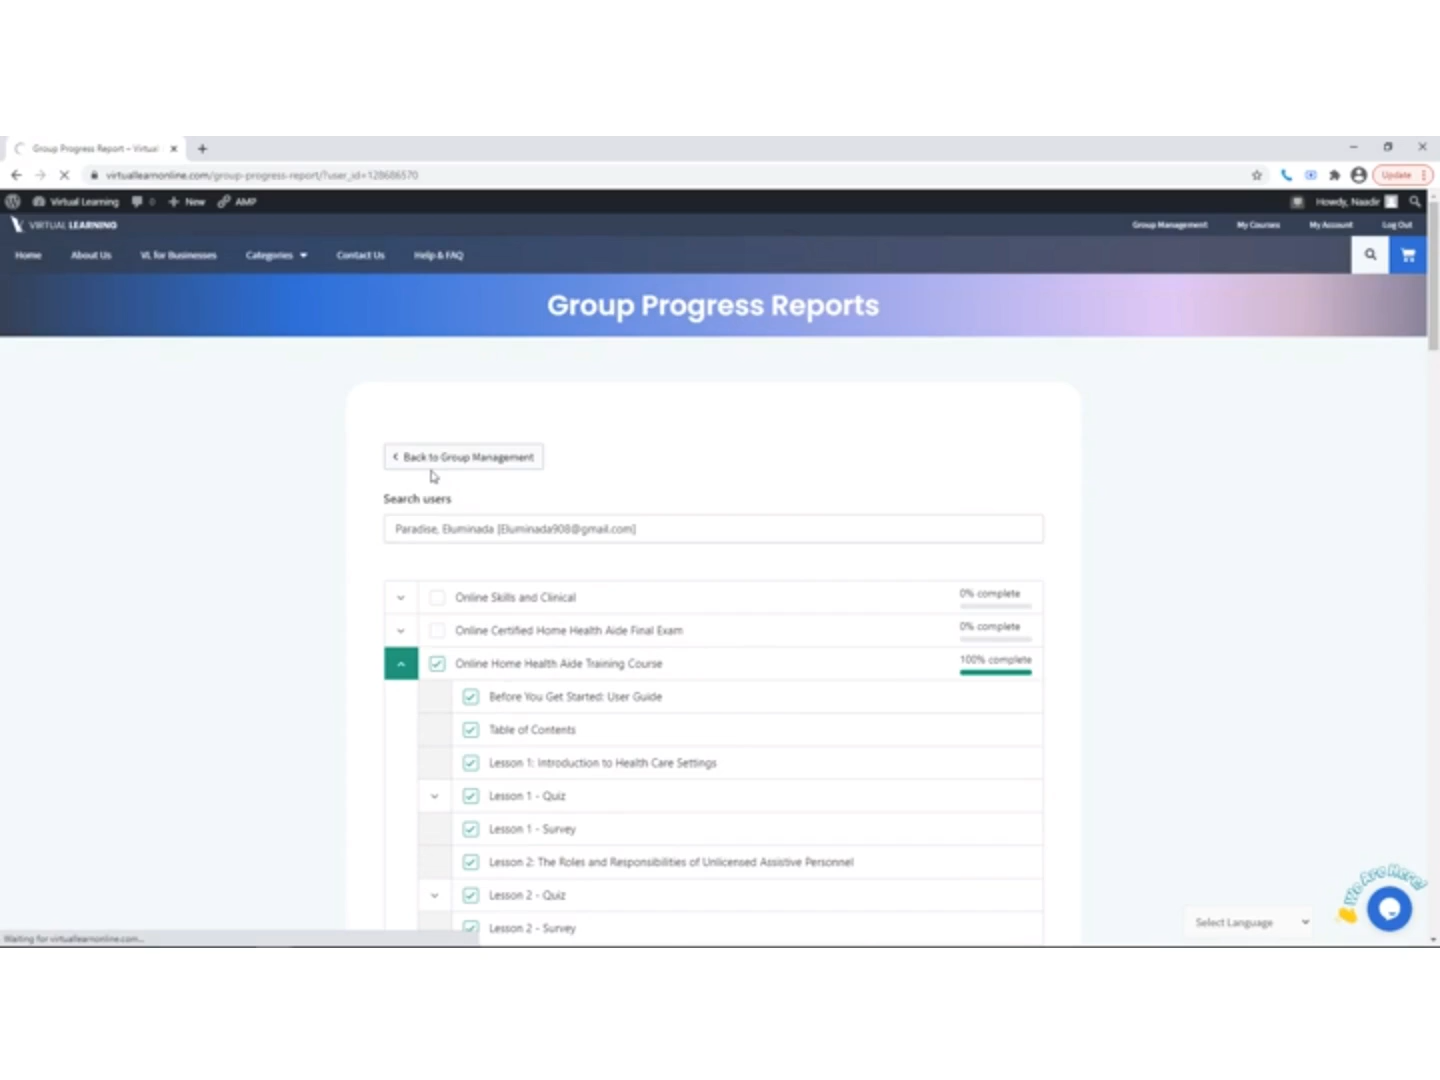 Group Progress Report – Virtual
virtuallearnonline.com/group-progress-report/?user_id=128686570
Update
Virtual Learning 0 New AMP
Howdy, Naadir
VIRTUAL LEARNING
Group Management My Courses My Account Log Out
Home About Us VL for Businesses Categories Contact Us Help & FAQ
Group Progress Reports
Back to Group Management
Search users
Paradise, Eluminada [Eluminada908@gmail.com]
Online Skills and Clinical 0% complete
Online Certified Home Health Aide Final Exam 0% complete
Online Home Health Aide Training Course 100% complete
Before You Get Started: User Guide
Table of Contents
Lesson 1: Introduction to Health Care Settings
Lesson 1 - Quiz
Lesson 1 - Survey
Lesson 2: The Roles and Responsibilities of Unlicensed Assistive Personnel
Lesson 2 - Quiz
Lesson 2 - Survey
We Are Here!
Select Language
Waiting for virtuallearnonline.com...